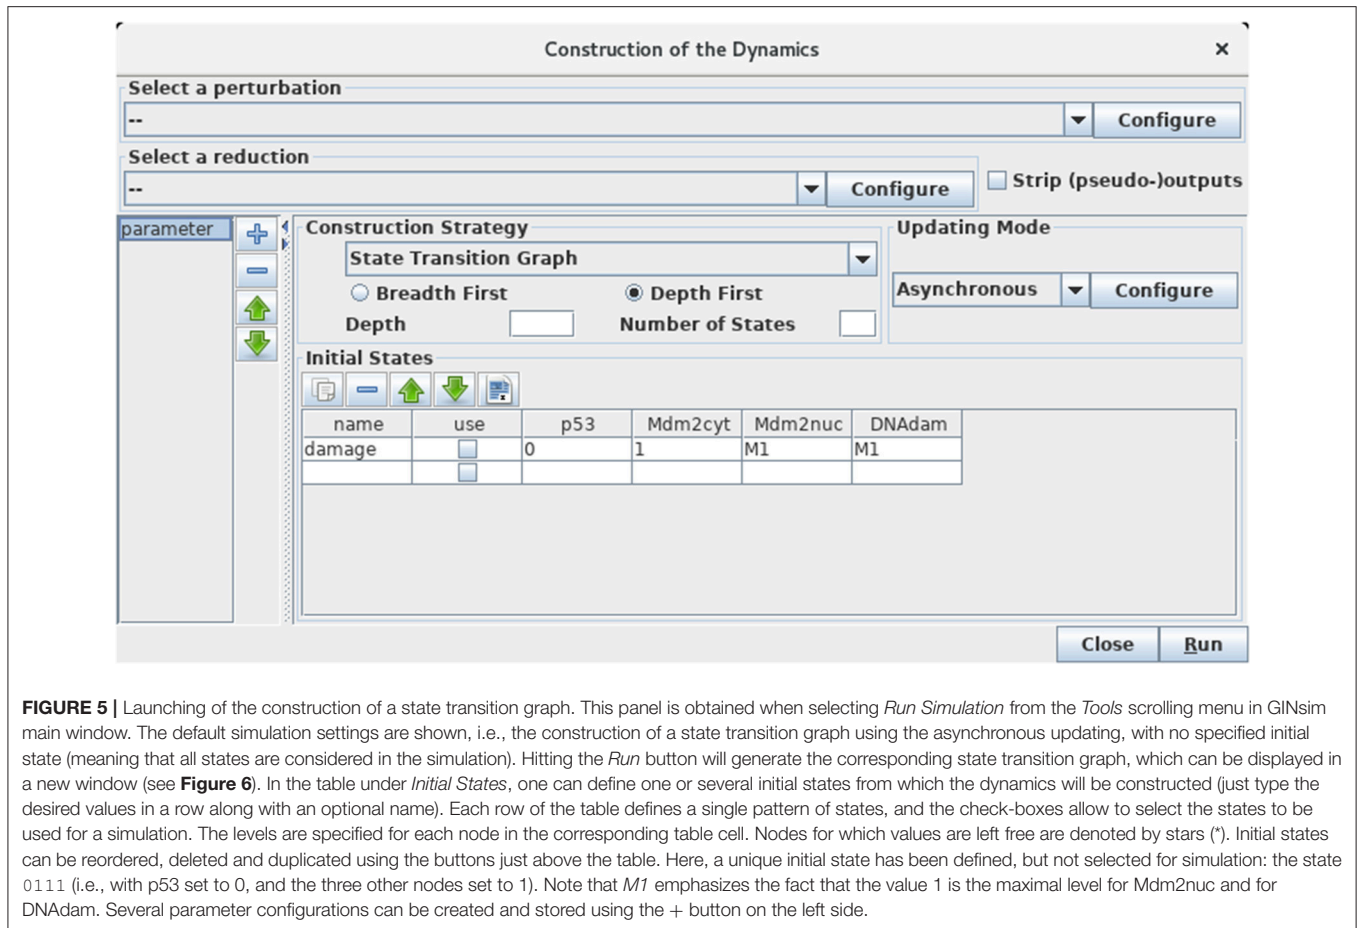 Construction of the Dynamics
Select a perturbation
--
Configure
Select a reduction
--
Configure
Strip (pseudo-)outputs
parameter
Construction Strategy
State Transition Graph
Breadth First
Depth First
Depth
Number of States
Updating Mode
Asynchronous
Configure
Initial States
name use p53 Mdm2cyt Mdm2nuc DNAdam
damage 0 1 M1 M1
Close
Run
FIGURE 5 | Launching of the construction of a state transition graph. This panel is obtained when selecting Run Simulation from the Tools scrolling menu in GINsim
main window. The default simulation settings are shown, i.e., the construction of a state transition graph using the asynchronous updating, with no specified initial
state (meaning that all states are considered in the simulation). Hitting the Run button will generate the corresponding state transition graph, which can be displayed in
a new window (see Figure 6). In the table under Initial States, one can define one or several initial states from which the dynamics will be constructed (just type the
desired values in a row along with an optional name). Each row of the table defines a single pattern of states, and the check-boxes allow to select the states to be
used for a simulation. The levels are specified for each node in the corresponding table cell. Nodes for which values are left free are denoted by stars (*). Initial states
can be reordered, deleted and duplicated using the buttons just above the table. Here, a unique initial state has been defined, but not selected for simulation: the state
0111 (i.e., with p53 set to 0, and the three other nodes set to 1). Note that M1 emphasizes the fact that the value 1 is the maximal level for Mdm2nuc and for
DNAdam. Several parameter configurations can be created and stored using the + button on the left side.